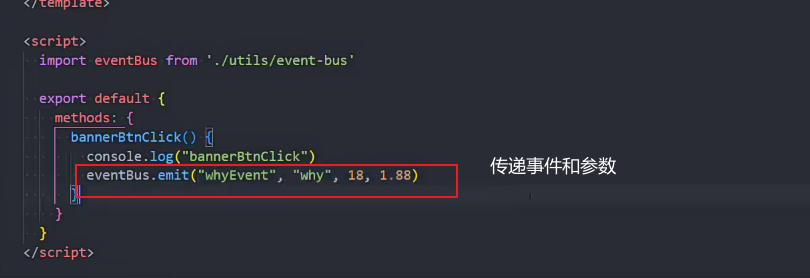 </template>
<script>
import eventBus from './utils/event-bus'
export default {
methods: {
bannerBtnClick() {
console.log("bannerBtnClick")
eventBus.emit("whyEvent", "why", 18, 1.88)
传递事件和参数
}
}
}
</script>